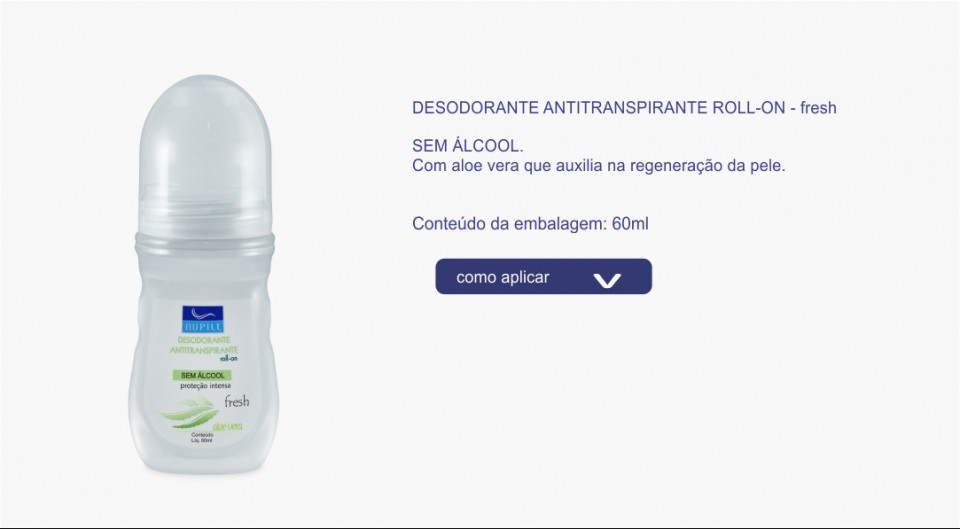 DESODORANTE ANTITRANSPIRANTE ROLL-ON - fresh
SEM ÁLCOOL.
Com aloe vera que auxilia na regeneração da pele.
Conteúdo da embalagem: 60ml
como aplicar
NUPILL
DESODORANTE
ANTITRANSPIRANTE
roll-on
SEM ÁLCOOL
proteção intensa
fresh
aloe vera
Conteúdo
Líq. 60ml